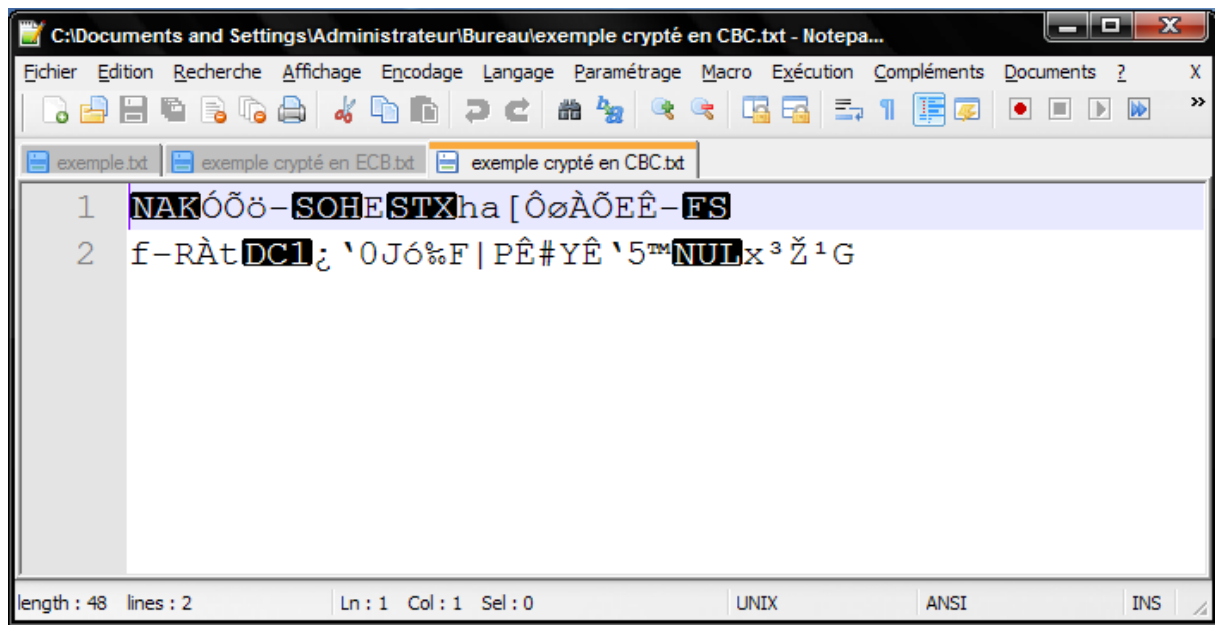 C:\Documents and Settings\Administrateur\Bureau\exemple crypté en CBC.txt - Notepa...
Fichier Edition Recherche Affichage Encodage Langage Paramétrage Macro Exécution Compléments Documents ? X
»
exemple.txt exemple crypté en ECB.txt exemple crypté en CBC.txt
1 NAKÓÕö-SOHESTXha[ÔøÀÕEÊ-FS
2 f-RÀtDC1¿‘0Jó‰F|PÊ#YÊ‘5™NULx³Ž¹G
length : 48 lines : 2 Ln : 1 Col : 1 Sel : 0 UNIX ANSI INS